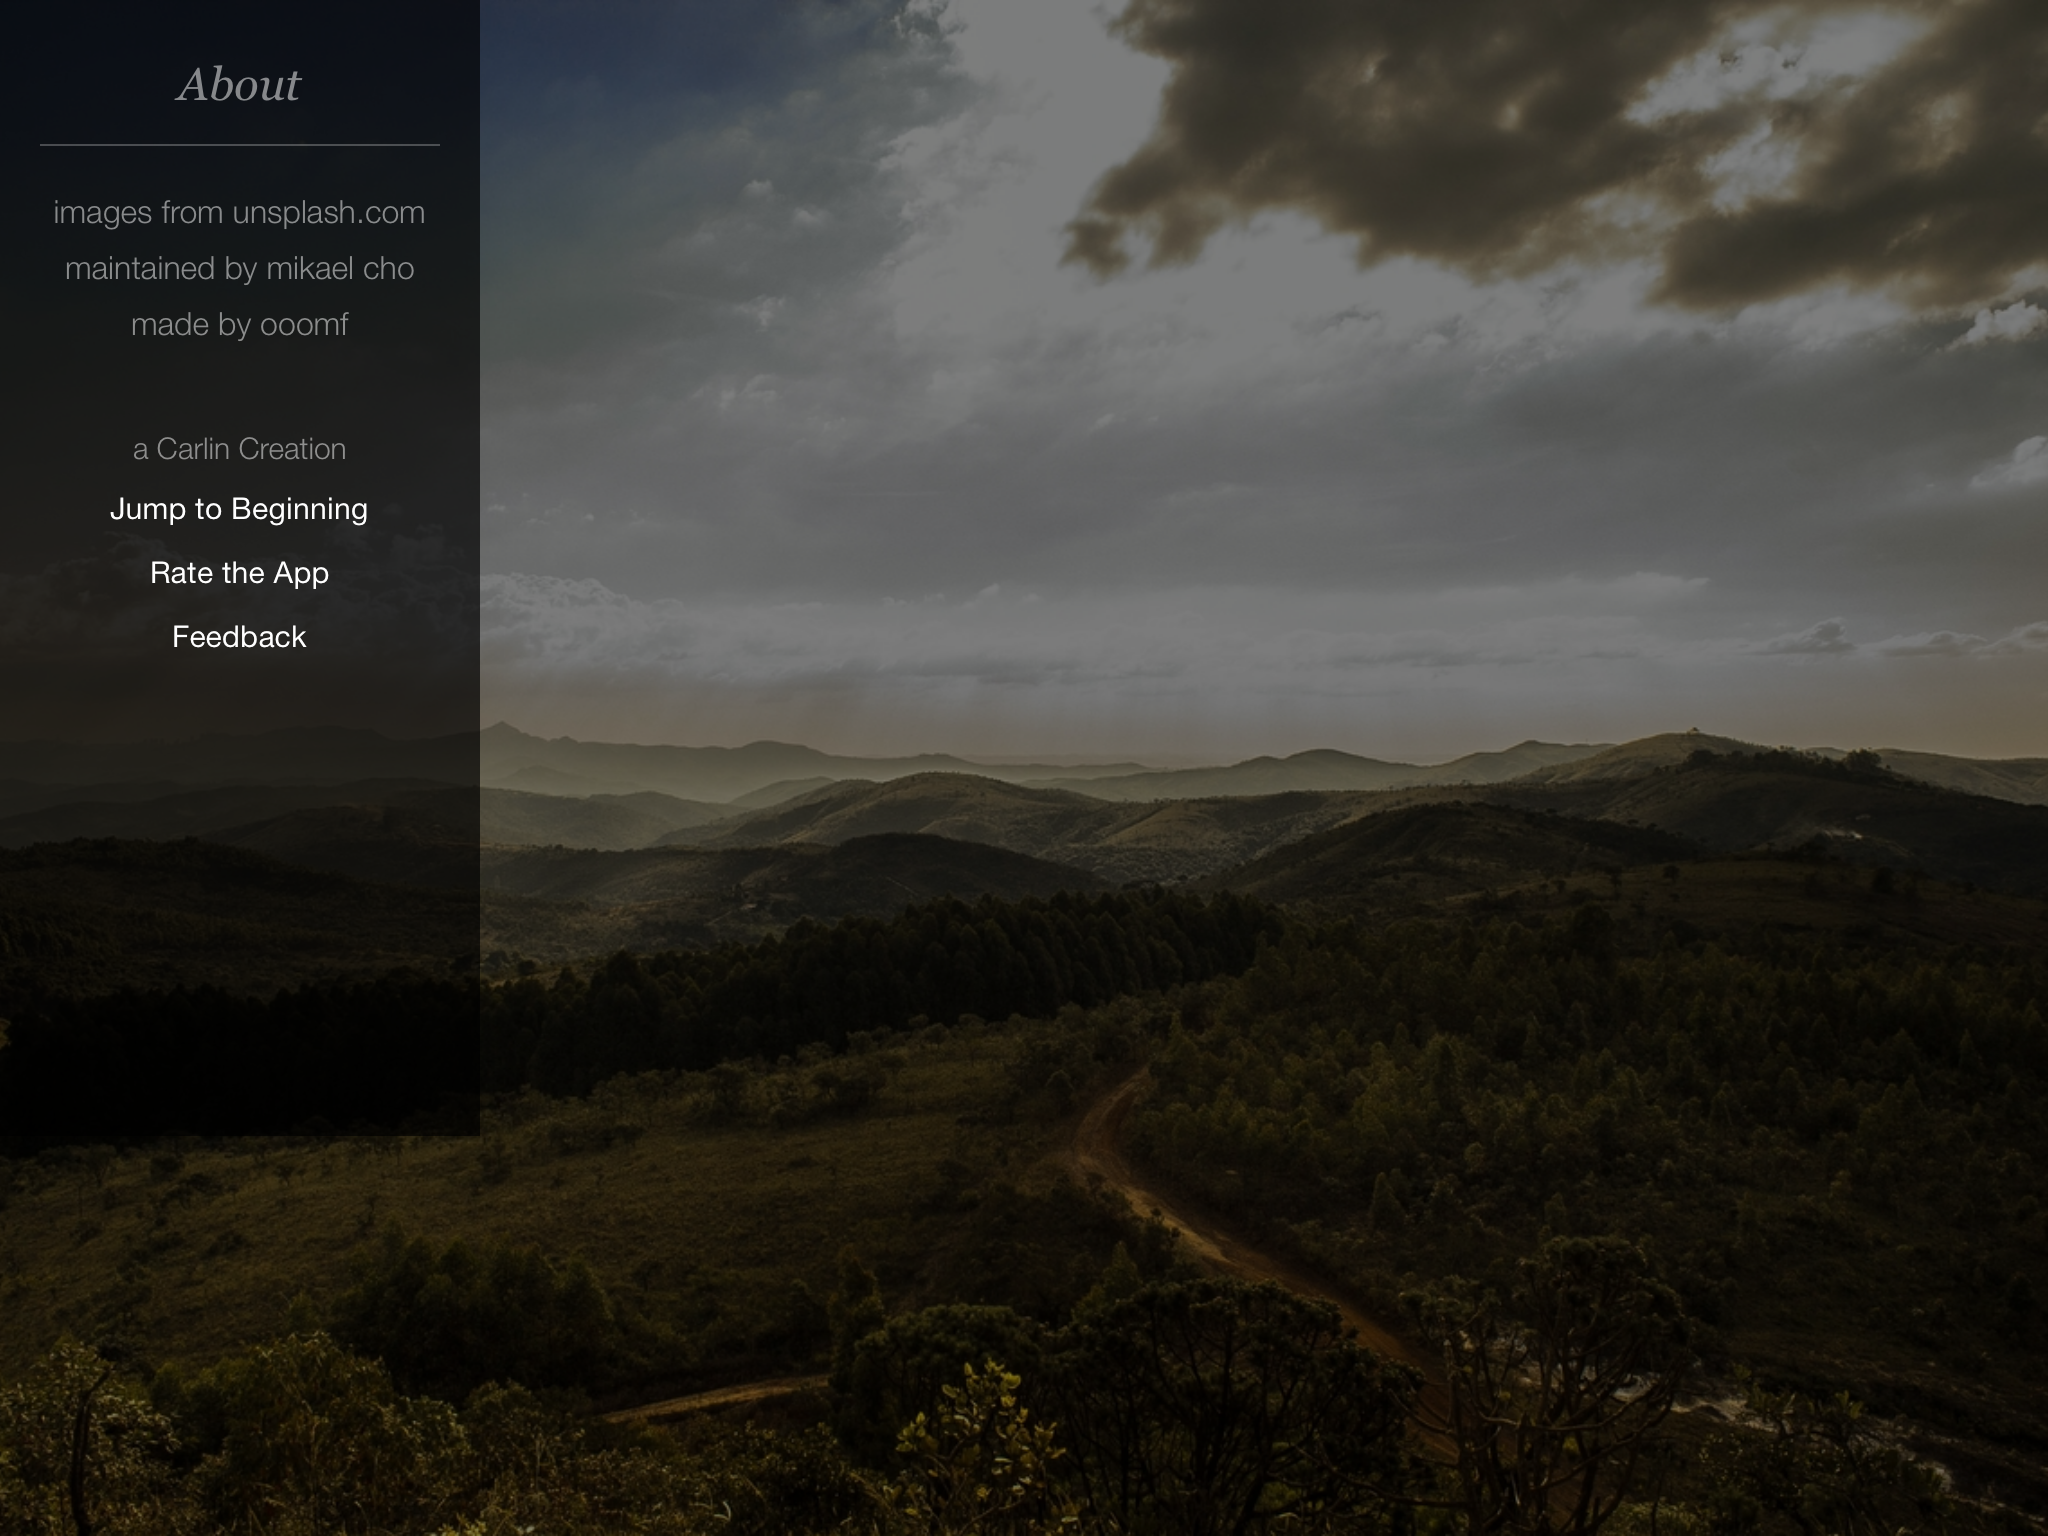 About
images from unsplash.com
maintained by mikael cho
made by ooomf
a Carlin Creation
Jump to Beginning
Rate the App
Feedback